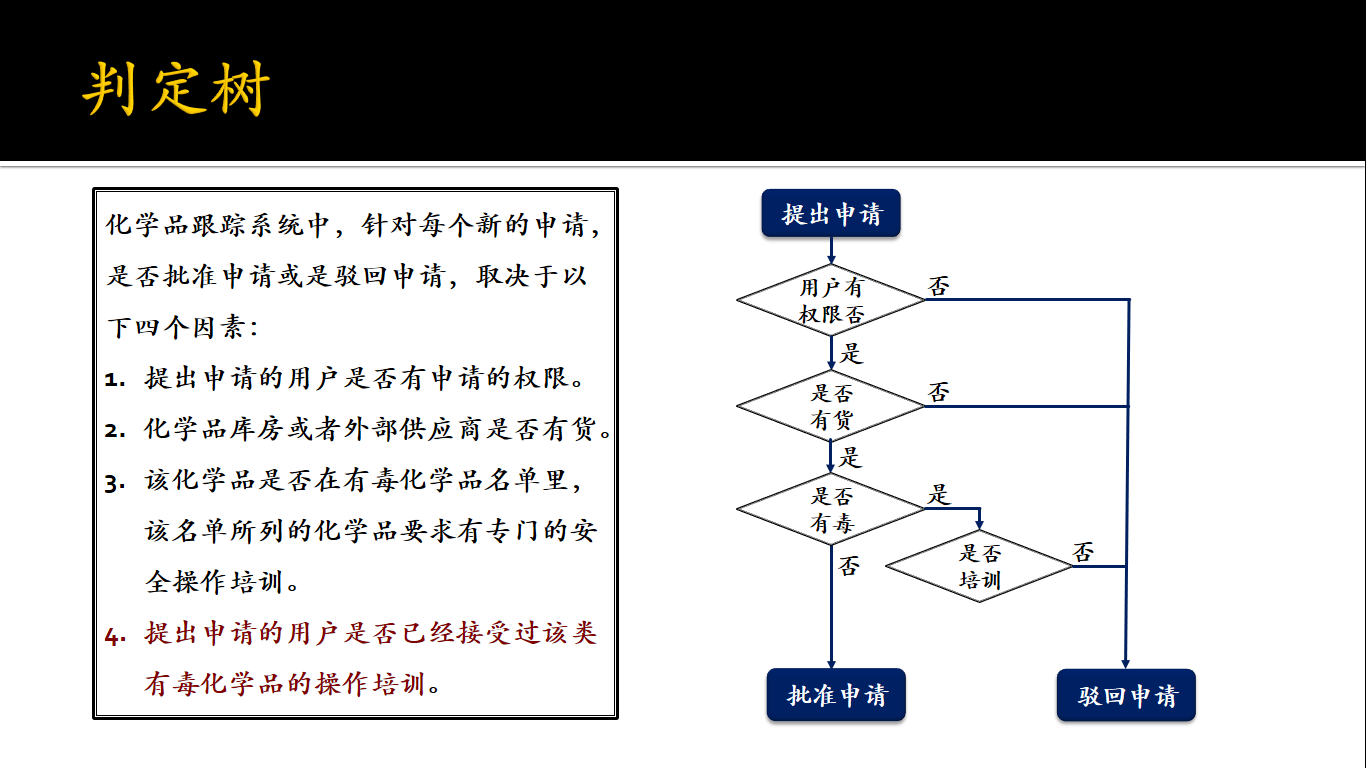 判定树
化学品跟踪系统中，针对每个新的申请，
是否批准申请或是驳回申请，取决于以
下四个因素：
1. 提出申请的用户是否有申请的权限。
2. 化学品库房或者外部供应商是否有货。
3. 该化学品是否在有毒化学品名单里，
该名单所列的化学品要求有专门的安
全操作培训。
4. 提出申请的用户是否已经接受过该类
有毒化学品的操作培训。
提出申请
用户有
权限否
否
是
是否
有货
否
是
是否
有毒
是
否
是否
培训
否
批准申请
驳回申请